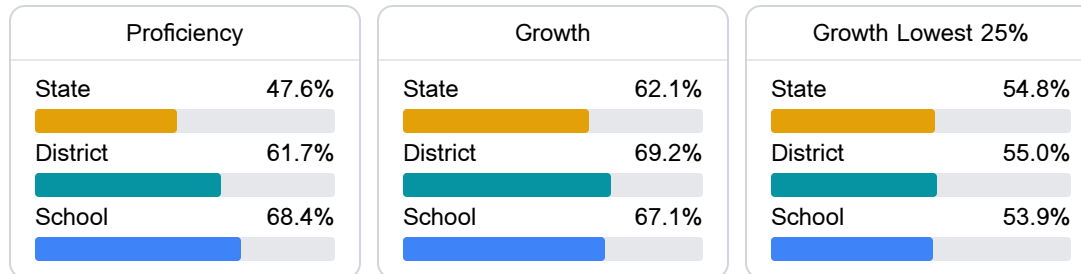 Proficiency
State 47.6%
District 61.7%
School 68.4%
Growth
State 62.1%
District 69.2%
School 67.1%
Growth Lowest 25%
State 54.8%
District 55.0%
School 53.9%